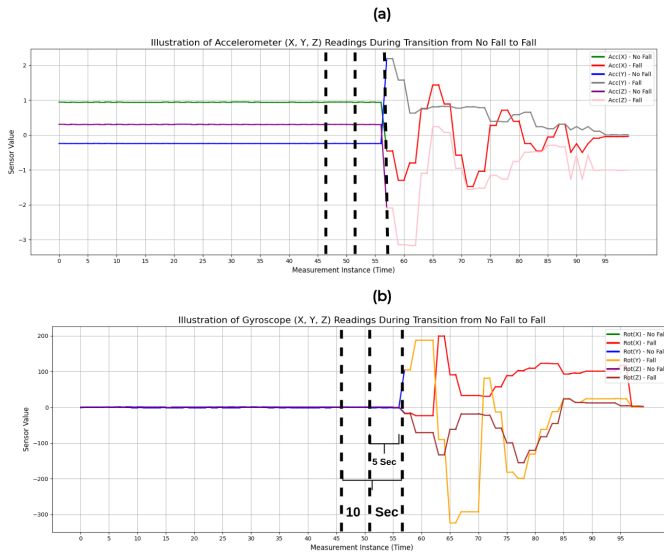 (a)
Illustration of Accelerometer (X, Y, Z) Readings During Transition from No Fall to Fall
Acc(X) - No Fall
Acc(X) - Fall
Acc(Y) - No Fall
Acc(Y) - Fall
Acc(Z) - No Fall
Acc(Z) - Fall
2
1
0
−1
−2
−3
Sensor Value
0 5 10 15 20 25 30 35 40 45 50 55 60 65 70 75 80 85 90 95
Measurement Instance (Time)
(b)
Illustration of Gyroscope (X, Y, Z) Readings During Transition from No Fall to Fall
Rot(X) - No Fal
Rot(X) - Fall
Rot(Y) - No Fal
Rot(Y) - Fall
Rot(Z) - No Fal
Rot(Z) - Fall
200
100
0
−100
−200
−300
Sensor Value
5 Sec
10 Sec
0 5 10 15 20 25 30 35 40 45 50 55 60 65 70 75 80 85 90 95
Measurement Instance (Time)